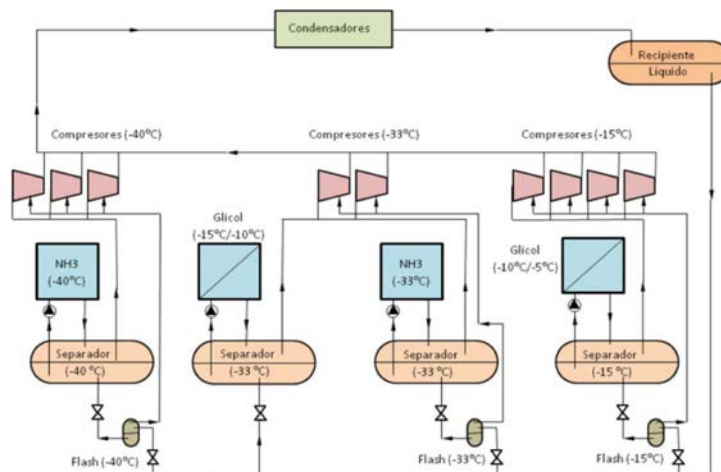 Condensadores
Recipiente
Líquido
Compresores (-40ºC)
Compresores (-33ºC)
Compresores (-15ºC)
Glicol
(-15ºC/-10ºC)
Glicol
(-10ºC/-5ºC)
NH3
(-40ºC)
NH3
(-33ºC)
Separador
(-40 ºC)
Separador
(-33 ºC)
Separador
(-33 ºC)
Separador
(-15 ºC)
Flash (-40ºC)
Flash (-33ºC)
Flash (-15ºC)